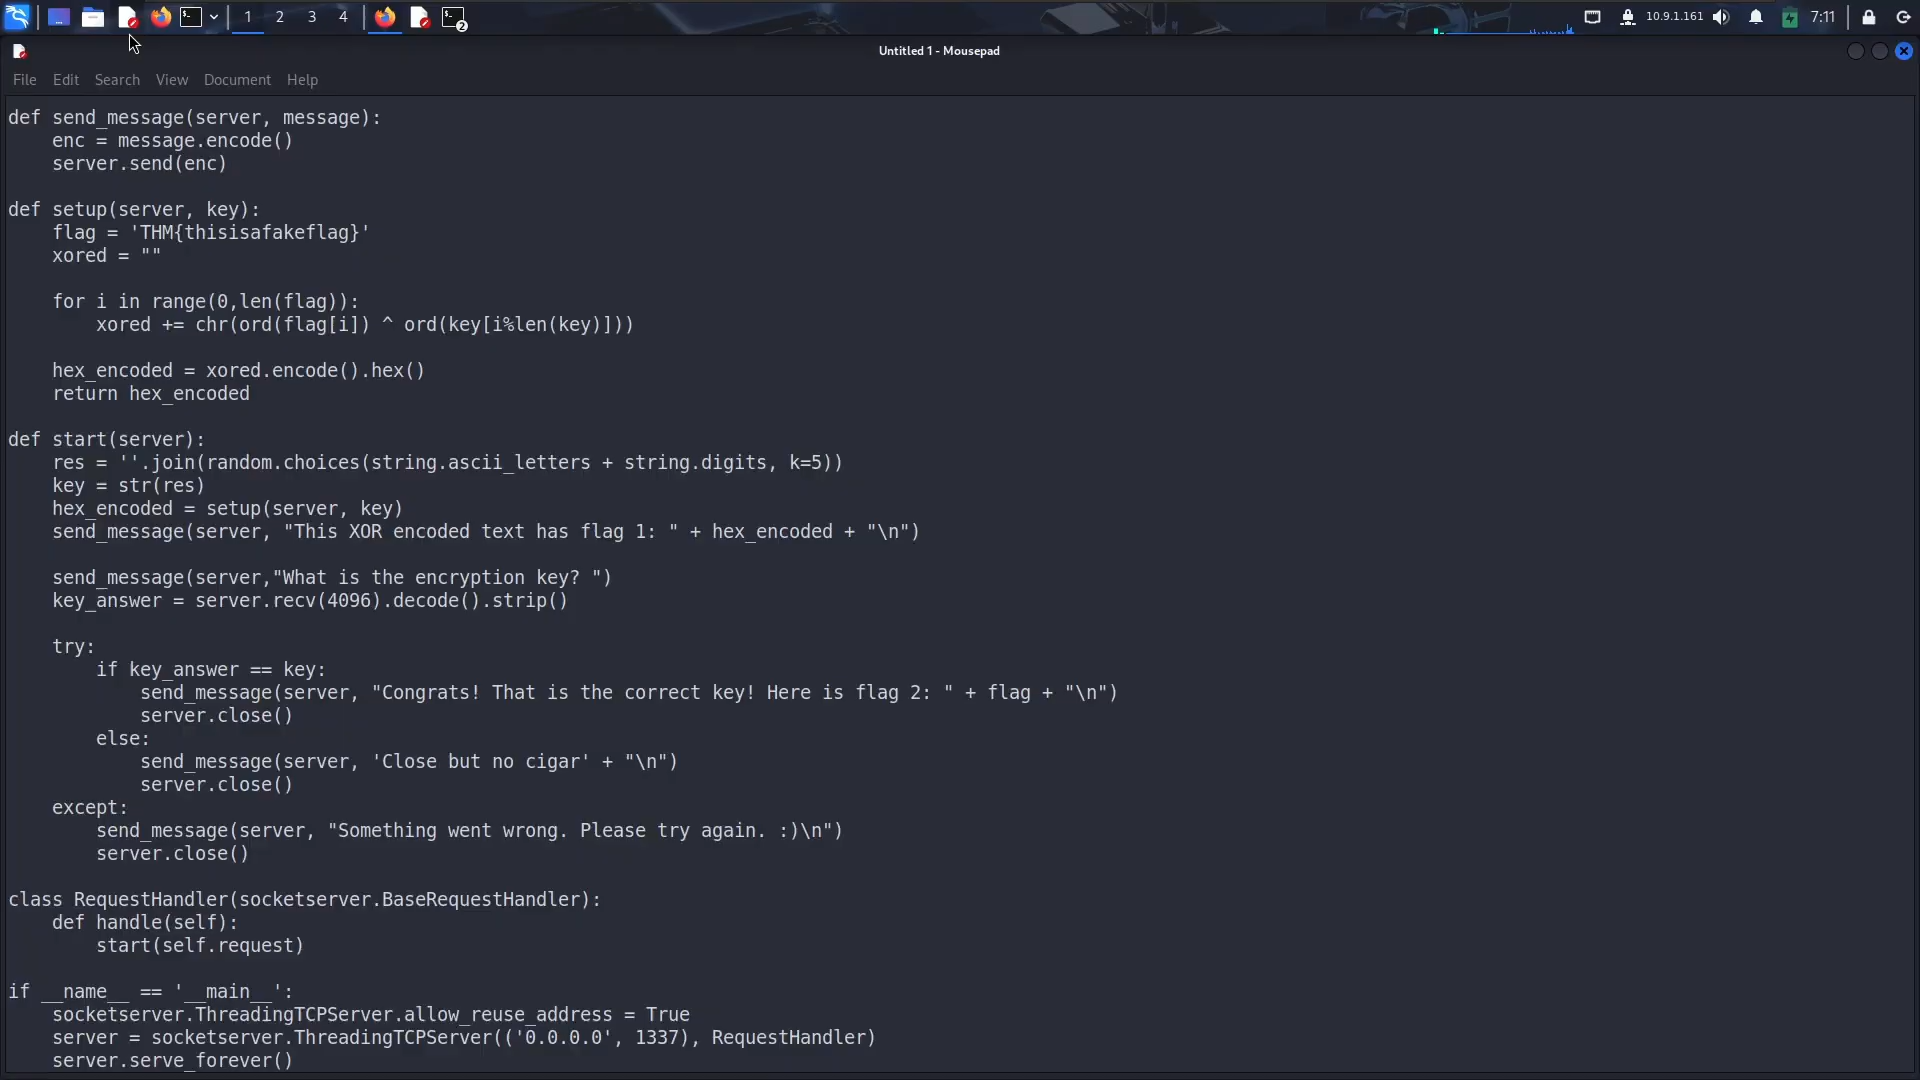 1 2 3 4 10.9.1.161 7:11
Untitled 1 - Mousepad
File Edit Search View Document Help
def send_message(server, message):
    enc = message.encode()
    server.send(enc)

def setup(server, key):
    flag = 'THM{thisisafakeflag}'
    xored = ""

    for i in range(0,len(flag)):
        xored += chr(ord(flag[i]) ^ ord(key[i%len(key)]))

    hex_encoded = xored.encode().hex()
    return hex_encoded

def start(server):
    res = ''.join(random.choices(string.ascii_letters + string.digits, k=5))
    key = str(res)
    hex_encoded = setup(server, key)
    send_message(server, "This XOR encoded text has flag 1: " + hex_encoded + "\n")

    send_message(server,"What is the encryption key? ")
    key_answer = server.recv(4096).decode().strip()

    try:
        if key_answer == key:
            send_message(server, "Congrats! That is the correct key! Here is flag 2: " + flag + "\n")
            server.close()
        else:
            send_message(server, 'Close but no cigar' + "\n")
            server.close()
    except:
        send_message(server, "Something went wrong. Please try again. :)\n")
        server.close()

class RequestHandler(socketserver.BaseRequestHandler):
    def handle(self):
        start(self.request)

if __name__ == '__main__':
    socketserver.ThreadingTCPServer.allow_reuse_address = True
    server = socketserver.ThreadingTCPServer(('0.0.0.0', 1337), RequestHandler)
    server.serve_forever()